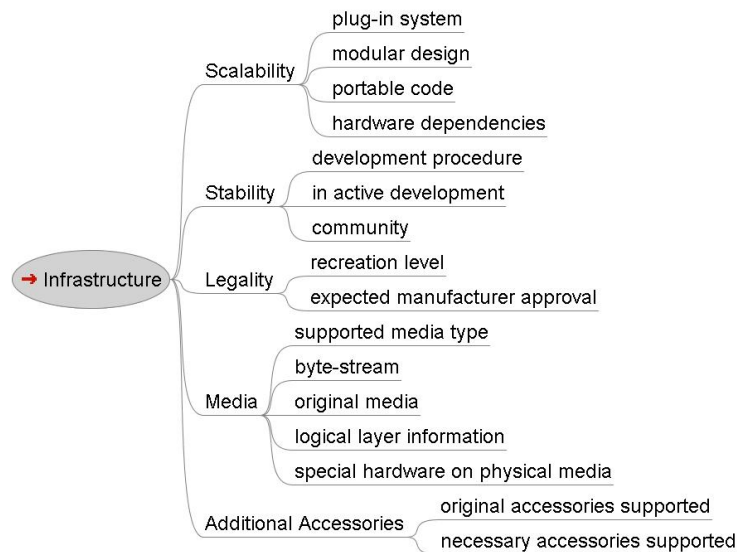 Infrastructure
Scalability
plug-in system
modular design
portable code
hardware dependencies
Stability
development procedure
in active development
community
Legality
recreation level
expected manufacturer approval
Media
supported media type
byte-stream
original media
logical layer information
special hardware on physical media
Additional Accessories
original accessories supported
necessary accessories supported